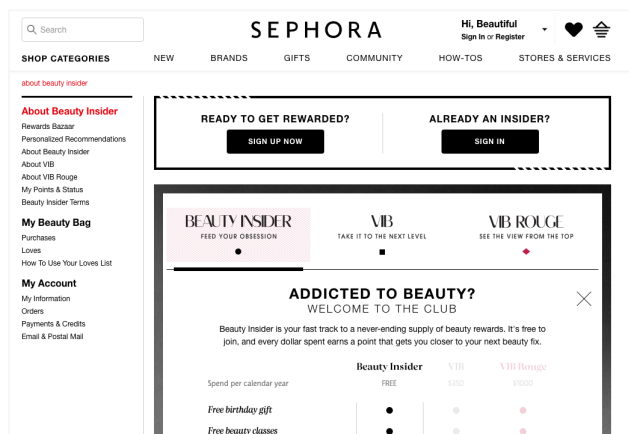 Search
SEPHORA
Hi, Beautiful
Sign In or Register
SHOP CATEGORIES
NEW
BRANDS
GIFTS
COMMUNITY
HOW-TOS
STORES & SERVICES
about beauty insider
About Beauty Insider
Rewards Bazaar
Personalized Recommendations
About Beauty Insider
About VIB
About VIB Rouge
My Points & Status
Beauty Insider Terms
My Beauty Bag
Purchases
Loves
How To Use Your Loves List
My Account
My Information
Orders
Payments & Credits
Email & Postal Mail
READY TO GET REWARDED?
SIGN UP NOW
ALREADY AN INSIDER?
SIGN IN
BEAUTY INSIDER
FEED YOUR OBSESSION
VIB
TAKE IT TO THE NEXT LEVEL
VIB ROUGE
SEE THE VIEW FROM THE TOP
ADDICTED TO BEAUTY?
WELCOME TO THE CLUB
Beauty Insider is your fast track to a never-ending supply of beauty rewards. It's free to
join, and every dollar spent earns a point that gets you closer to your next beauty fix.
Beauty Insider VIB VIB Rouge
Spend per calendar year FREE $350 $1000
Free birthday gift
Free beauty classes